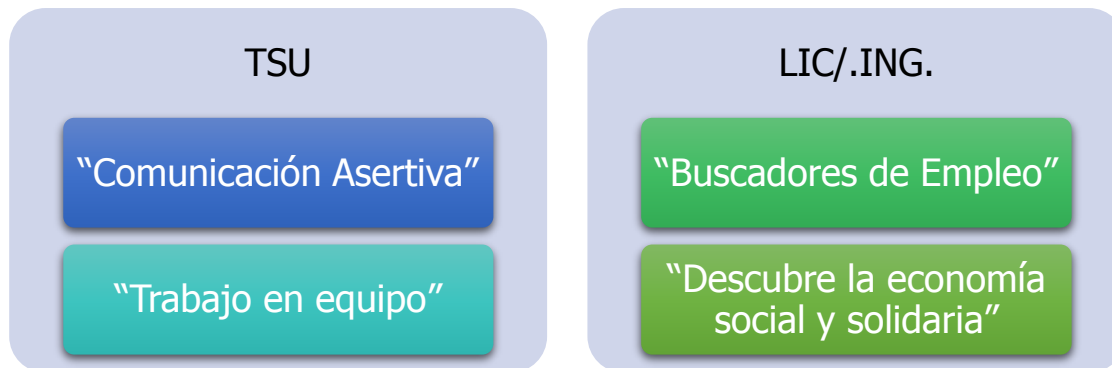 TSU
“Comunicación Asertiva”
“Trabajo en equipo”
LIC/.ING.
“Buscadores de Empleo”
“Descubre la economía
social y solidaria”